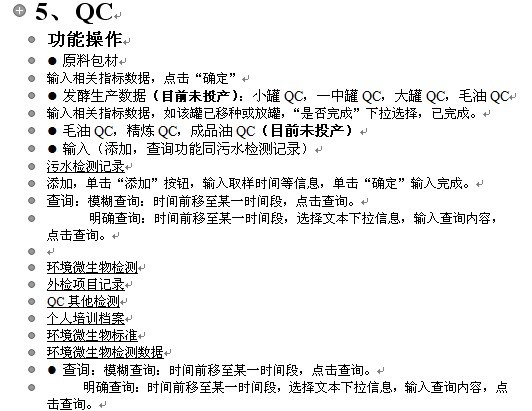 5、QC
功能操作
● 原料包材
输入相关指标数据，点击“确定”
● 发酵生产数据（目前未投产）：小罐 QC，一中罐 QC，大罐 QC，毛油 QC
输入相关指标数据，如该罐已移种或放罐，“是否完成”下拉选择，已完成。
● 毛油 QC，精炼 QC，成品油 QC（目前未投产）
● 输入（添加，查询功能同污水检测记录）
污水检测记录
添加，单击“添加”按钮，输入取样时间等信息，单击“确定”输入完成。
查询：模糊查询：时间前移至某一时间段，点击查询。
明确查询：时间前移至某一时间段，选择文本下拉信息，输入查询内容，
点击查询。
环境微生物检测
外检项目记录
QC 其他检测
个人培训档案
环境微生物标准
环境微生物检测数据
● 查询：模糊查询：时间前移至某一时间段，点击查询。
明确查询：时间前移至某一时间段，选择文本下拉信息，输入查询内容，点
击查询。